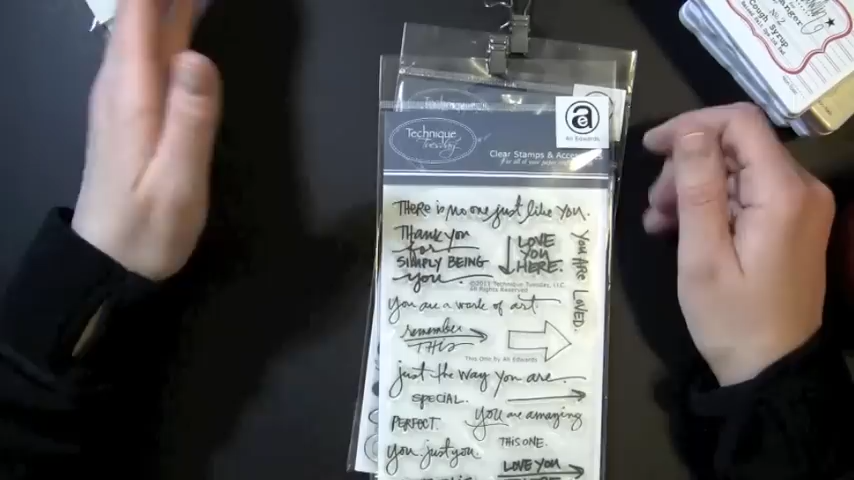 No 2
Cough Syrup
Technique
Tuesday
ae
Ali Edwards
Clear Stamps & Accessories
for all of your paper
There is no one just like you.
Thank you
for
simply being
you
Love
you
here.
You are loved.
©2011 Technique Tuesday, LLC.
All Rights Reserved
You are a work of art.
remember
this
This One by Ali Edwards
just the way you are.
special.
You are amazing
perfect.
this one.
you. just you.
Love you